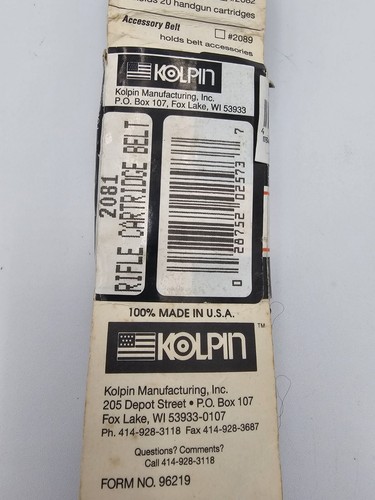 holds 20 handgun cartridges
Accessory Belt #2089
holds belt accessories
KOLPIN
Kolpin Manufacturing, Inc.
P.O. Box 107, Fox Lake, WI 53933
2081
RIFLE CARTRIDGE BELT
0 28752 02573 7
100% MADE IN U.S.A.
KOLPIN™
Kolpin Manufacturing, Inc.
205 Depot Street • P.O. Box 107
Fox Lake, WI 53933-0107
Ph. 414-928-3118 Fax 414-928-3687
Questions? Comments?
Call 414-928-3118
FORM NO. 96219